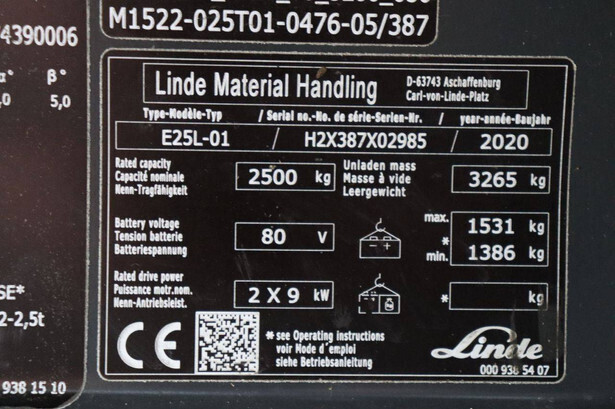 M1522-025T01-0476-05/387
4390006
β°
,0 5,0
SE*
2-2,5t
938 15 10
Linde Material Handling
D-63743 Aschaffenburg
Carl-von-Linde-Platz
Type-Modèle-Typ / Serial no.-No. de série-Serien-Nr. / year-année-Baujahr
E25L-01 / H2X387X02985 / 2020
Rated capacity
Capacité nominale
Nenn-Tragfähigkeit
2500 kg
Unladen mass
Masse à vide
Leergewicht
3265 kg
Battery voltage
Tension batterie
Batteriespannung
80 V
max. 1531 kg
*
min. 1386 kg
Rated drive power
Puissance motr.nom.
Nenn-Antriebsleist.
2 X 9 kW
* kg
CE
*see Operating instructions
voir Mode d'emploi
siehe Betriebsanleitung
Linde
000 938 54 07